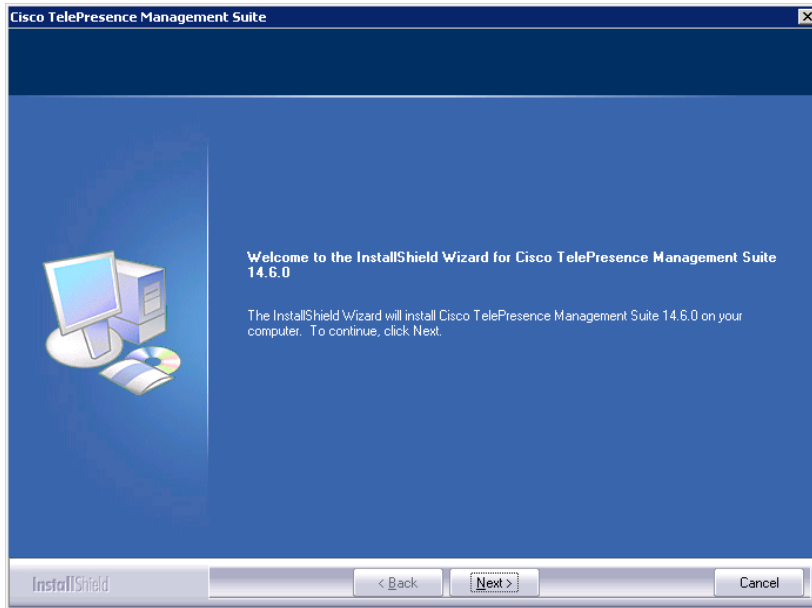 Cisco TelePresence Management Suite
Welcome to the InstallShield Wizard for Cisco TelePresence Management Suite
14.6.0
The InstallShield Wizard will install Cisco TelePresence Management Suite 14.6.0 on your
computer. To continue, click Next.
InstallShield
< Back
Next >
Cancel